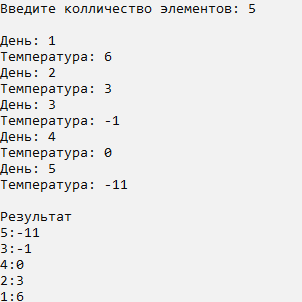 Введите колличество элементов: 5
День: 1
Температура: 6
День: 2
Температура: 3
День: 3
Температура: -1
День: 4
Температура: 0
День: 5
Температура: -11
Результат
5:-11
3:-1
4:0
2:3
1:6